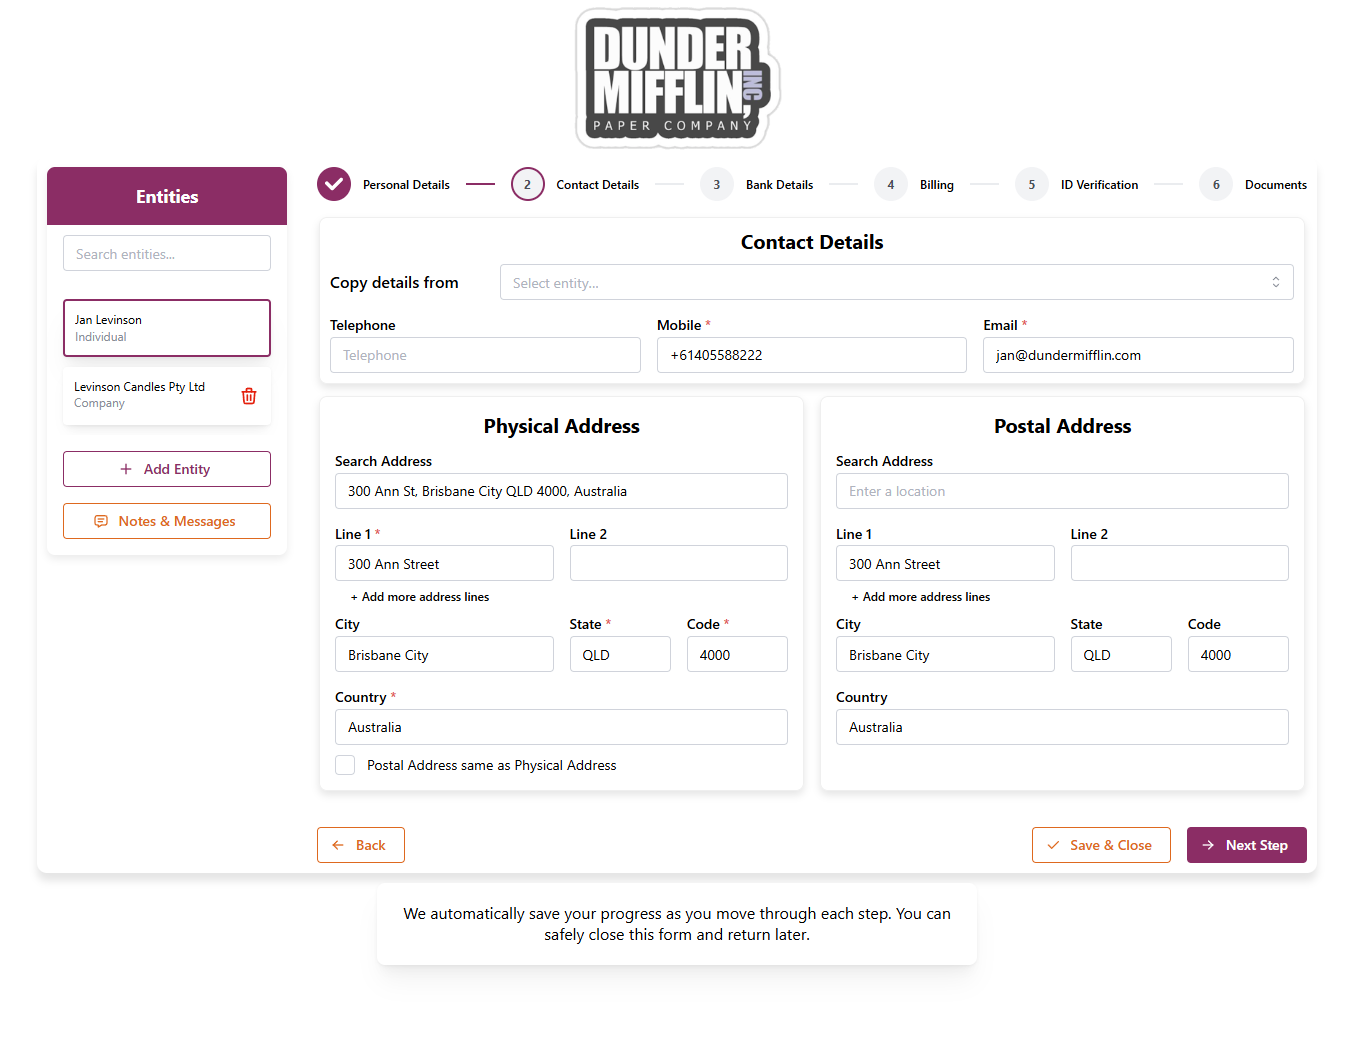 DUNDER
MIFFLIN, INC
PAPER COMPANY
Entities
Search entities...
Jan Levinson
Individual
Levinson Candles Pty Ltd
Company
+ Add Entity
Notes & Messages
Personal Details
2 Contact Details
3 Bank Details
4 Billing
5 ID Verification
6 Documents
Contact Details
Copy details from
Select entity...
Telephone
Telephone
Mobile *
+61405588222
Email *
jan@dundermifflin.com
Physical Address
Search Address
300 Ann St, Brisbane City QLD 4000, Australia
Line 1 *
300 Ann Street
Line 2
+ Add more address lines
City
Brisbane City
State *
QLD
Code *
4000
Country *
Australia
Postal Address same as Physical Address
Postal Address
Search Address
Enter a location
Line 1
300 Ann Street
Line 2
+ Add more address lines
City
Brisbane City
State
QLD
Code
4000
Country
Australia
Back
Save & Close
Next Step
We automatically save your progress as you move through each step. You can
safely close this form and return later.